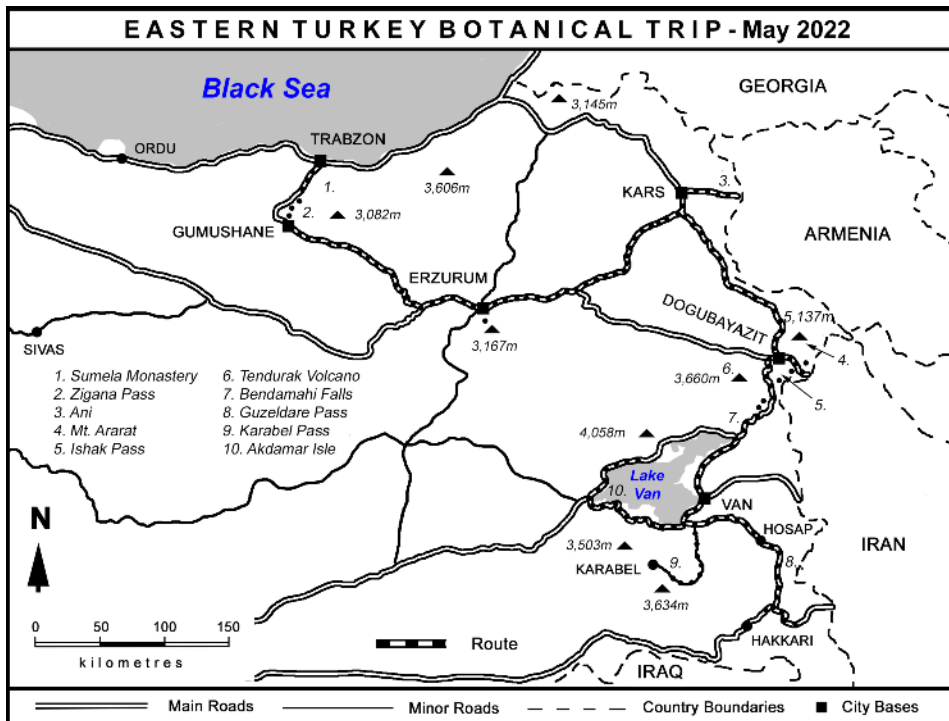 EASTERN TURKEY BOTANICAL TRIP - May 2022
Black Sea
GEORGIA
3,145m
TRABZON
ORDU
1.
3,606m
KARS
3.
2.
3,082m
GUMUSHANE
ARMENIA
ERZURUM
DOGUBAYAZIT
5,137m
4.
SIVAS
3,167m
6.
3,660m
5.
1. Sumela Monastery
2. Zigana Pass
3. Ani
4. Mt. Ararat
5. Ishak Pass
6. Tendurak Volcano
7. Bendamahi Falls
8. Guzeldare Pass
9. Karabel Pass
10. Akdamar Isle
7.
4,058m
Lake
Van
10.
VAN
N
HOSAP
3,503m
IRAN
KARABEL
9.
8.
3,634m
0 50 100 150
kilometres
Route
HAKKARI
IRAQ
Main Roads
Minor Roads
Country Boundaries
City Bases